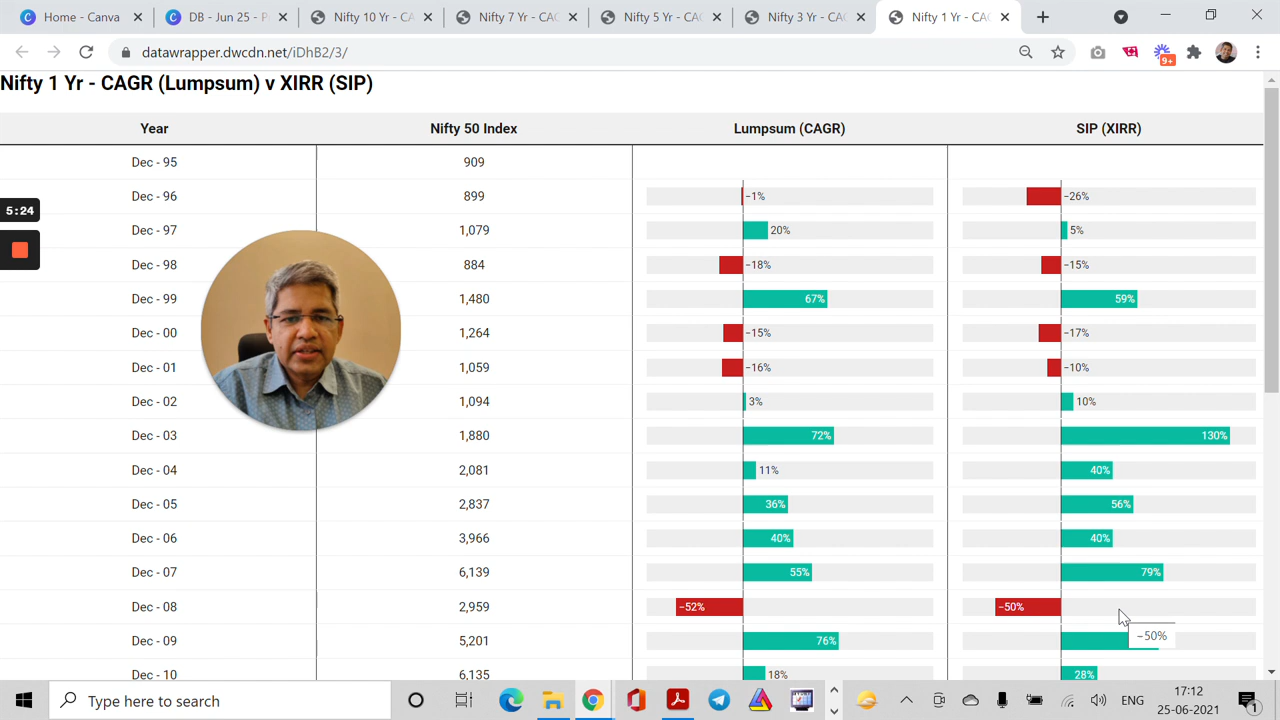 Home - Canva
DB - Jun 25 - P
Nifty 10 Yr - CA
Nifty 7 Yr - CAG
Nifty 5 Yr - CAG
Nifty 3 Yr - CAG
Nifty 1 Yr - CAG
datawrapper.dwcdn.net/iDhB2/3/
9+
Nifty 1 Yr - CAGR (Lumpsum) v XIRR (SIP)
Year Nifty 50 Index Lumpsum (CAGR) SIP (XIRR)
Dec - 95 909
Dec - 96 899 −1% −26%
5:24
Dec - 97 1,079 20% 5%
Dec - 98 884 −18% −15%
Dec - 99 1,480 67% 59%
Dec - 00 1,264 −15% −17%
Dec - 01 1,059 −16% −10%
Dec - 02 1,094 3% 10%
Dec - 03 1,880 72% 130%
Dec - 04 2,081 11% 40%
Dec - 05 2,837 36% 56%
Dec - 06 3,966 40% 40%
Dec - 07 6,139 55% 79%
Dec - 08 2,959 −52% −50%
−50%
Dec - 09 5,201 76%
Dec - 10 6,135 18% 28%
Type here to search
ENG
17:12
25-06-2021
1